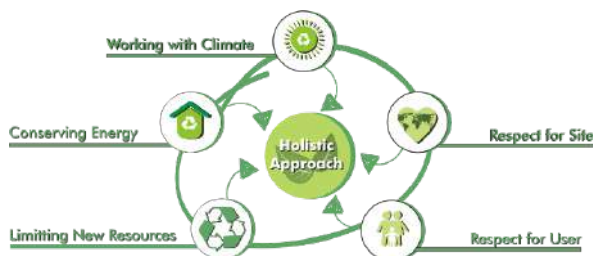 Working with Climate
Conserving Energy
Respect for Site
Holistic
Approach
Limitting New Resources
Respect for User